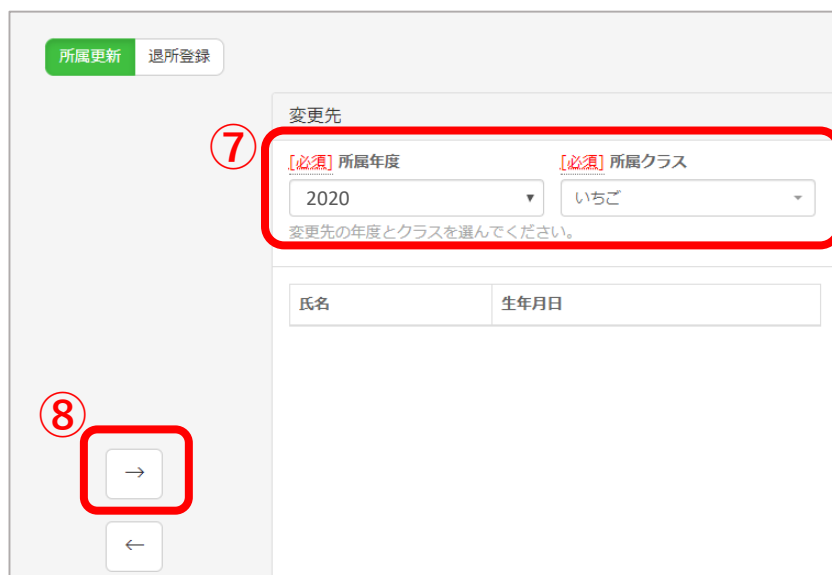 所属更新 退所登録
変更先
⑦
[必須] 所属年度 [必須] 所属クラス
2020 いちご
変更先の年度とクラスを選んでください。
氏名 生年月日
⑧
→
←